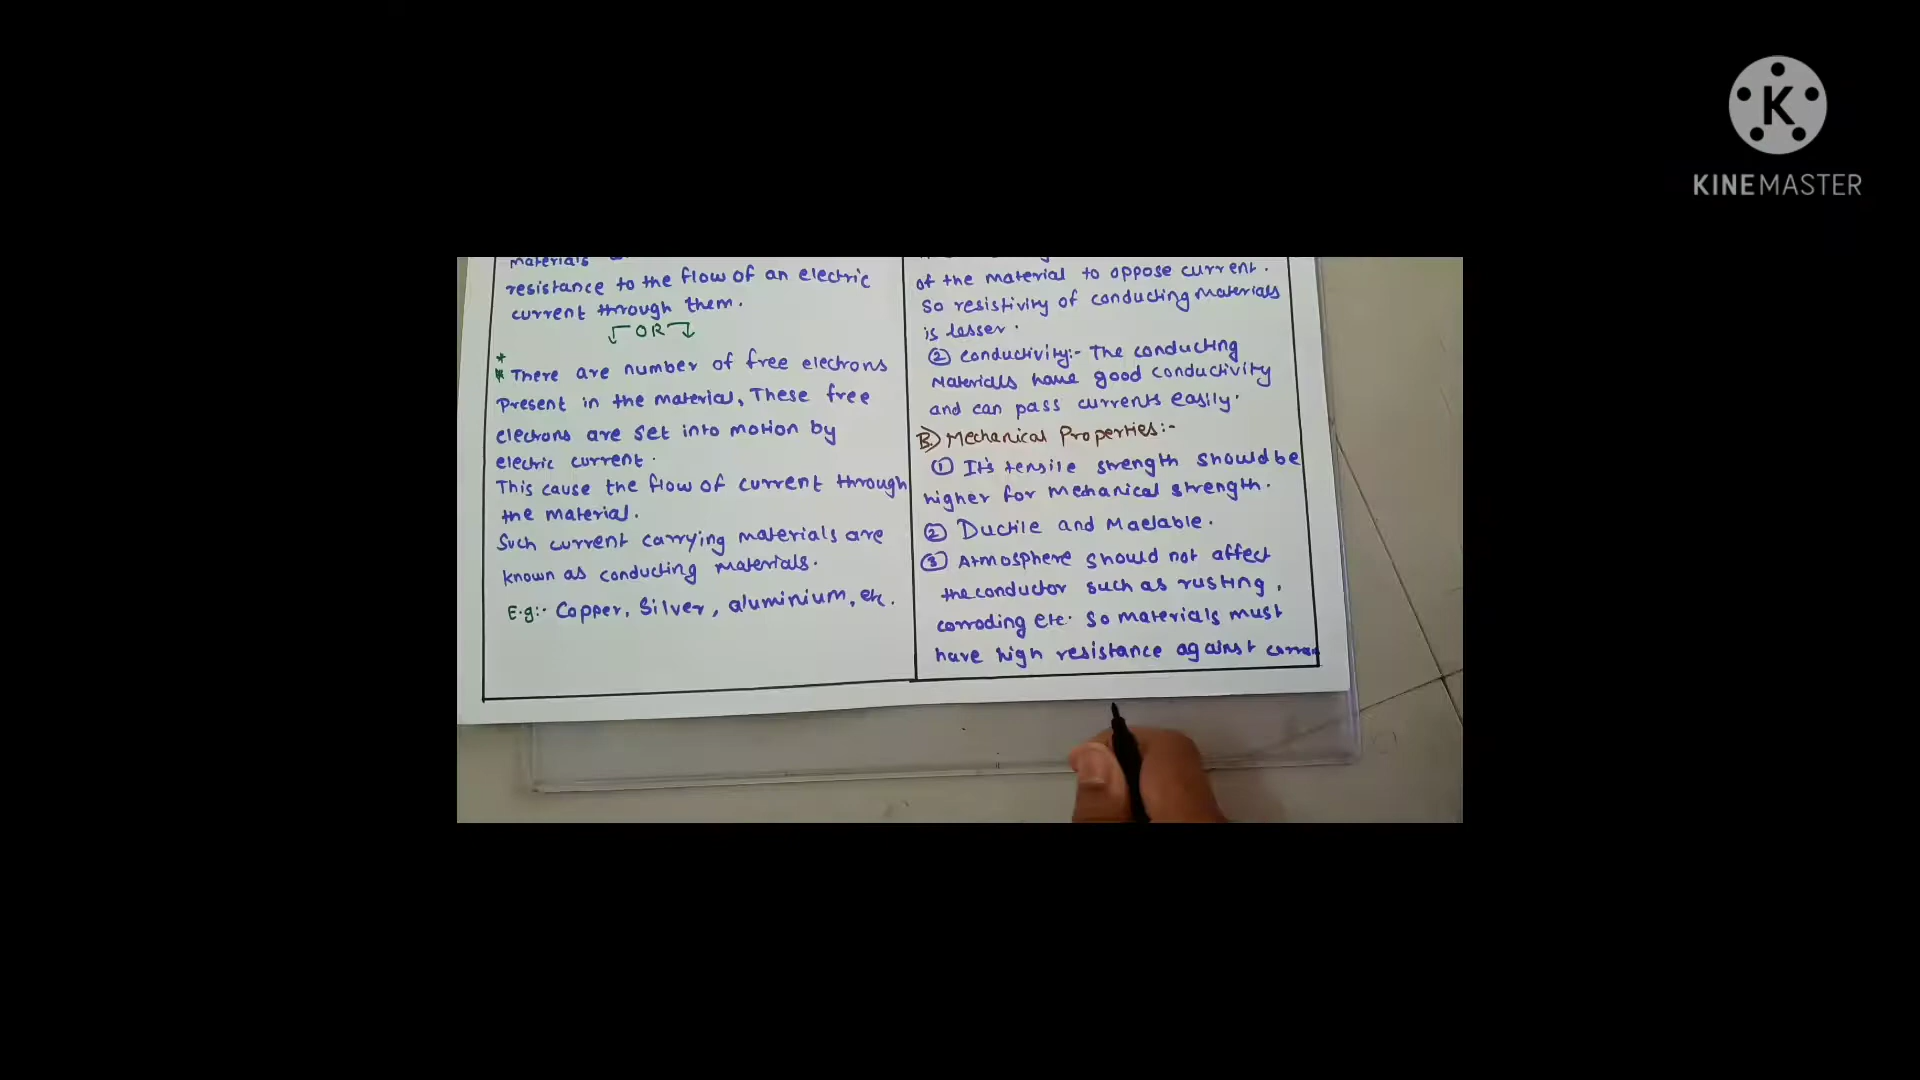 materials
resistance to the flow of an electric
current through them.
OR
* There are number of free electrons
Present in the material, These free
elecrons are set into motion by
electric current.
This cause the flow of current through
the material.
Such current carrying materials are
known as conducting materials.
E.g:- Copper, Silver, aluminium, etc.
of the material to oppose current.
So resistivity of conducting Materials
is lesser.
② Conductivity:- The conducting
Materials have good conductivity
and can pass currents easily.
B.) Mechanical Properties:-
① It's tensile strength should be
higher for mechanical strength.
② Ductile and Maelable.
③ Atmosphere should not affect
the conductor such as rusting,
corroding etc. So materials must
have high resistance against
K
KINEMASTER